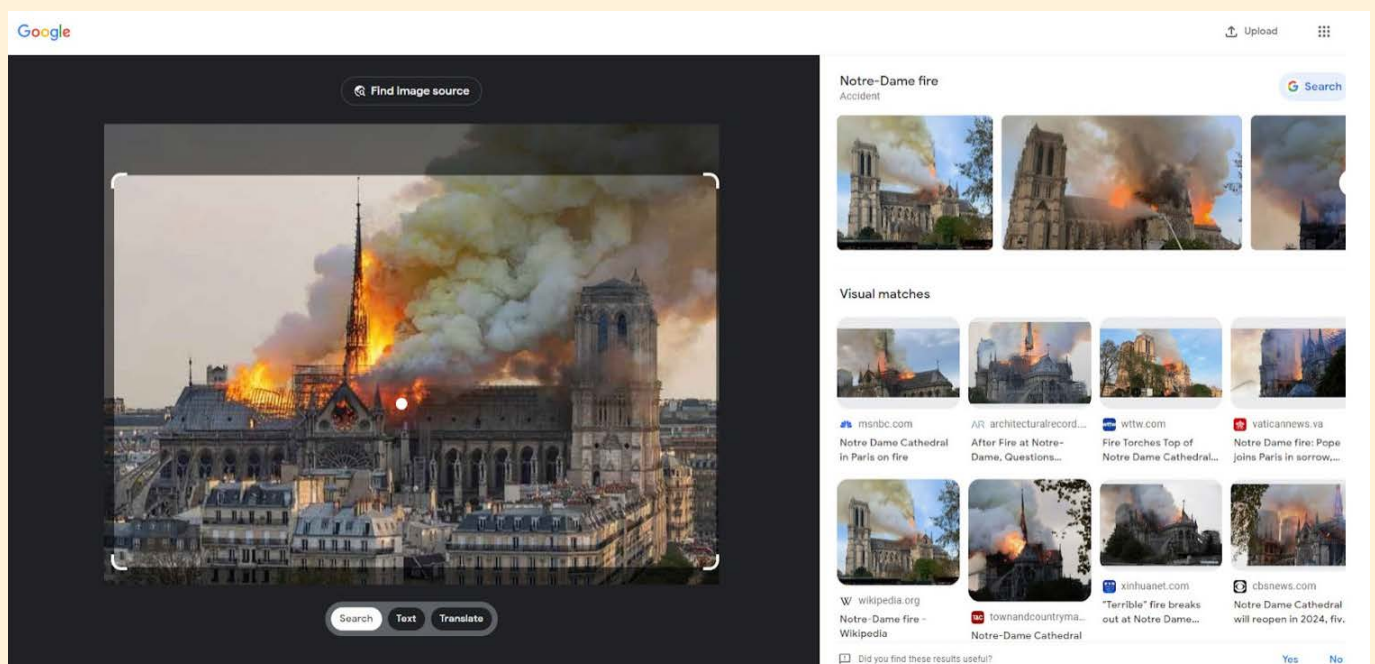 Google
Upload
Find image source
Search
Text
Translate
Notre-Dame fire
Accident
Search
Visual matches
msnbc.com
Notre Dame Cathedral
in Paris on fire
AR architecturalrecord....
After Fire at Notre-
Dame, Questions...
wttw.com
Fire Torches Top of
Notre Dame Cathedral...
vaticannews.va
Notre Dame fire: Pope
joins Paris in sorrow,...
W wikipedia.org
Notre-Dame fire -
Wikipedia
townandcountryma...
Notre-Dame Cathedral
xinhuanet.com
"Terrible" fire breaks
out at Notre Dame...
cbsnews.com
Notre Dame Cathedral
will reopen in 2024, fiv.
Did you find these results useful?
Yes
No